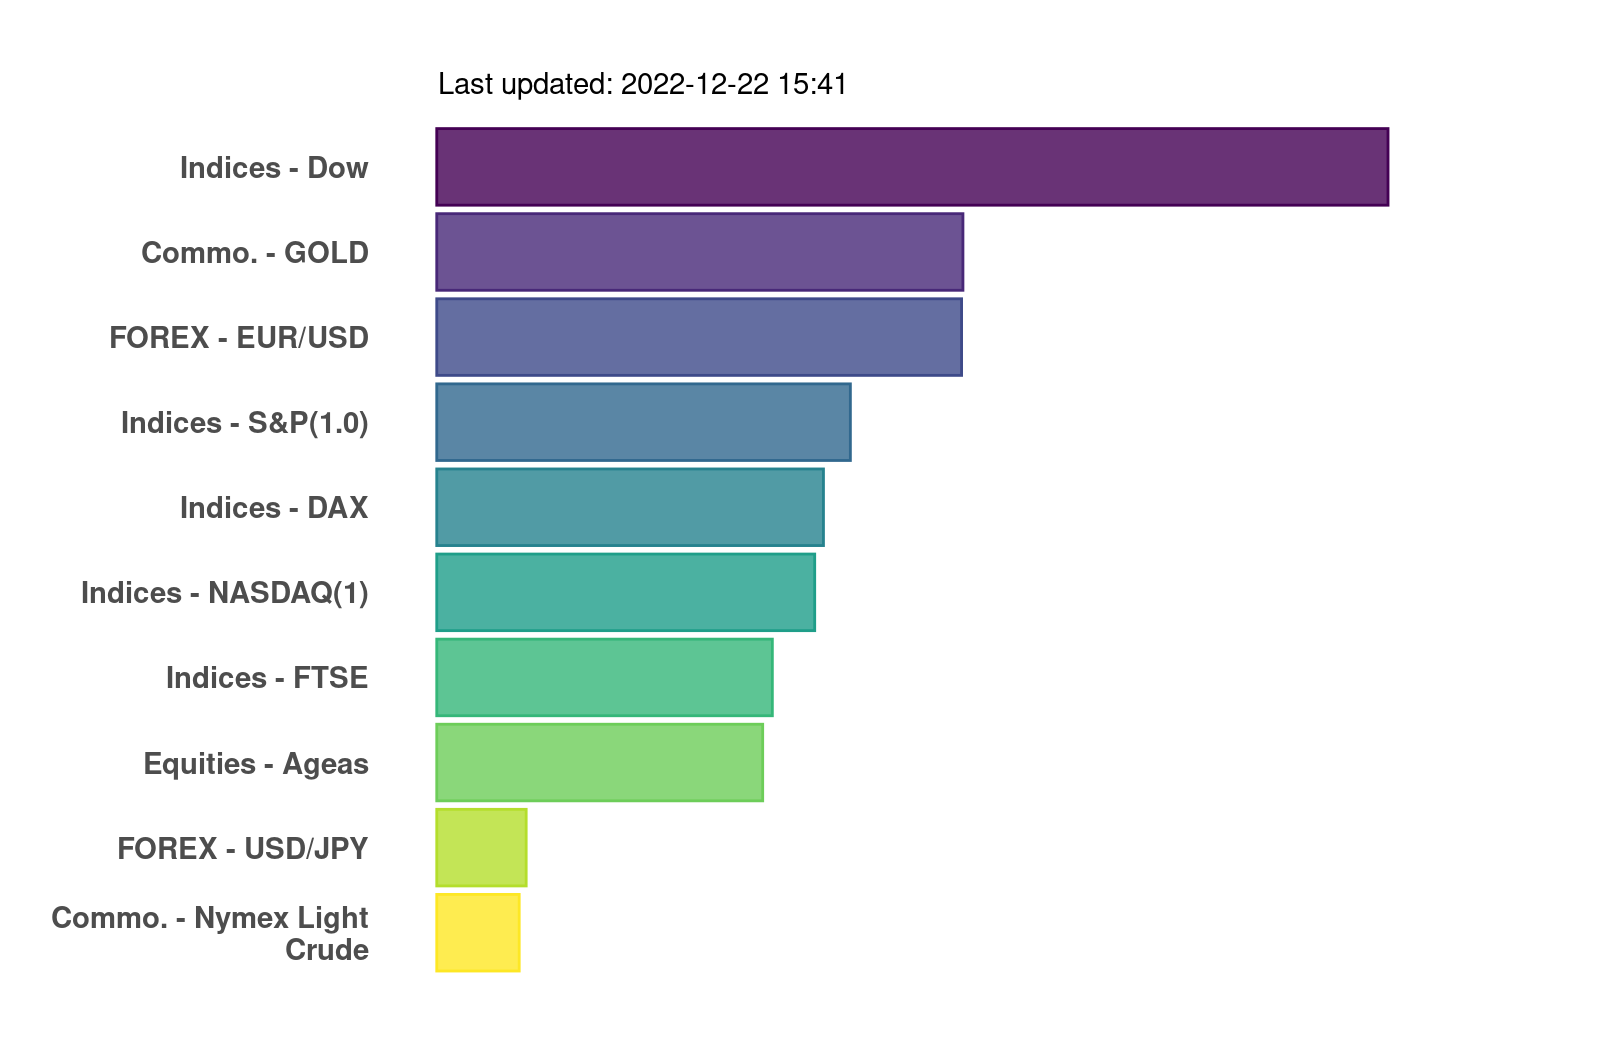 Last updated: 2022-12-22 15:41
Indices - Dow
Commo. - GOLD
FOREX - EUR/USD
Indices - S&P(1.0)
Indices - DAX
Indices - NASDAQ(1)
Indices - FTSE
Equities - Ageas
FOREX - USD/JPY
Commo. - Nymex Light
Crude